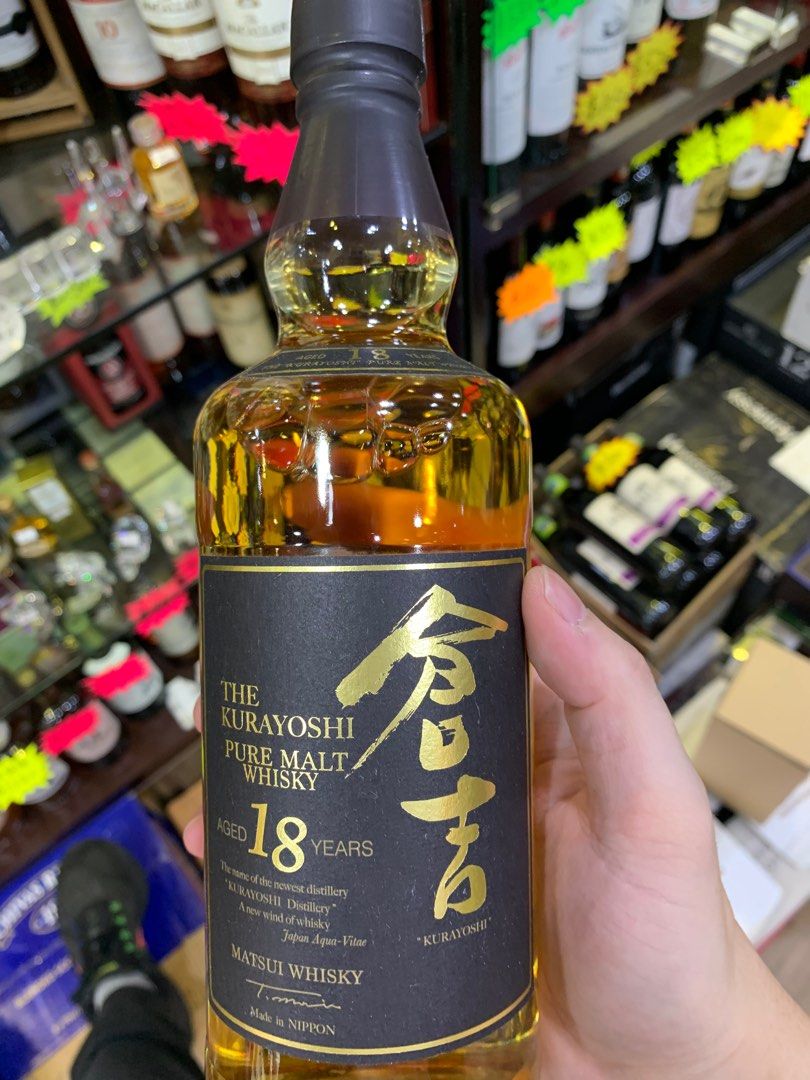 AGED 18 YEARS
THE "KURAYOSHI" PURE MALT
倉吉
THE
KURAYOSHI
PURE MALT
WHISKY
AGED 18 YEARS
The name of the newest distillery
"KURAYOSHI Distillery"
A new wind of whisky
Japan Aqua-Vitae
"KURAYOSHI"
MATSUI WHISKY
Made in NIPPON